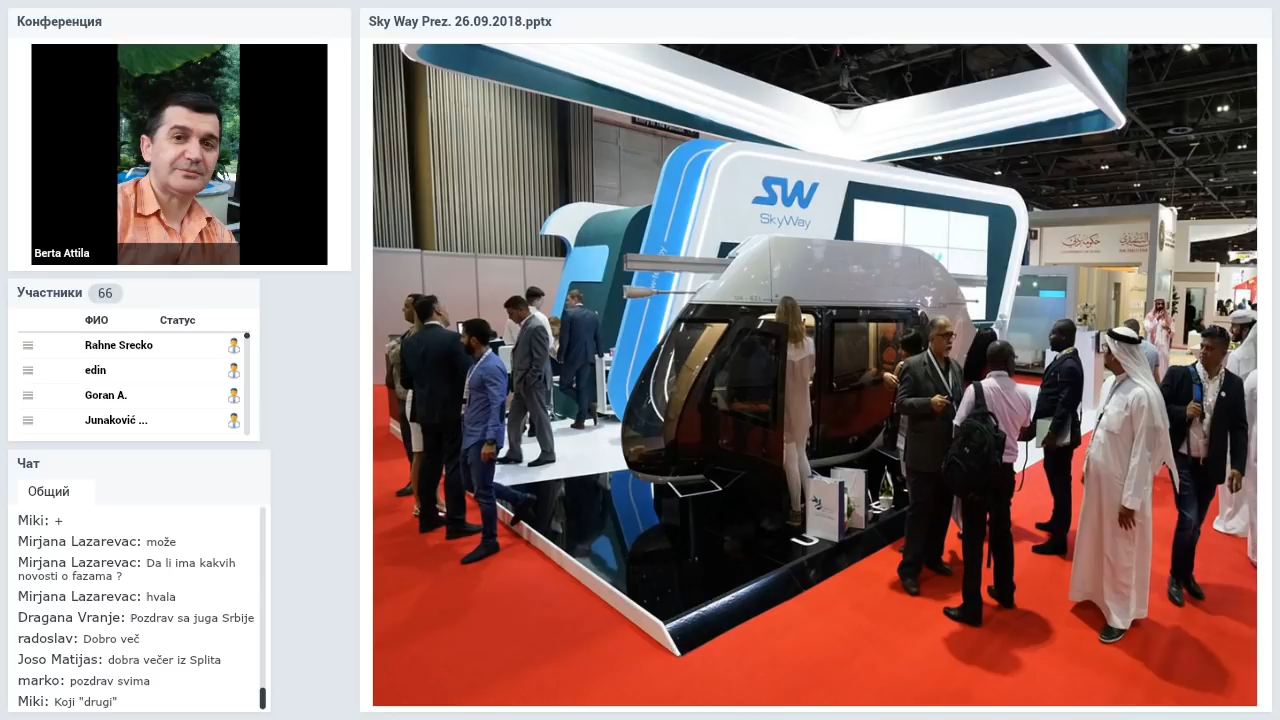 Конференция
Berta Attila
Участники 66
ФИО Статус
Rahne Srecko
edin
Goran A.
Junaković ...
Чат
Общий
Miki: +
Mirjana Lazarevac: može
Mirjana Lazarevac: Da li ima kakvih
novosti o fazama ?
Mirjana Lazarevac: hvala
Dragana Vranje: Pozdrav sa juga Srbije
radoslav: Dobro več
Joso Matijas: dobra večer iz Splita
marko: pozdrav svima
Miki: Koji "drugi"
Sky Way Prez. 26.09.2018.pptx
SW
SkyWay